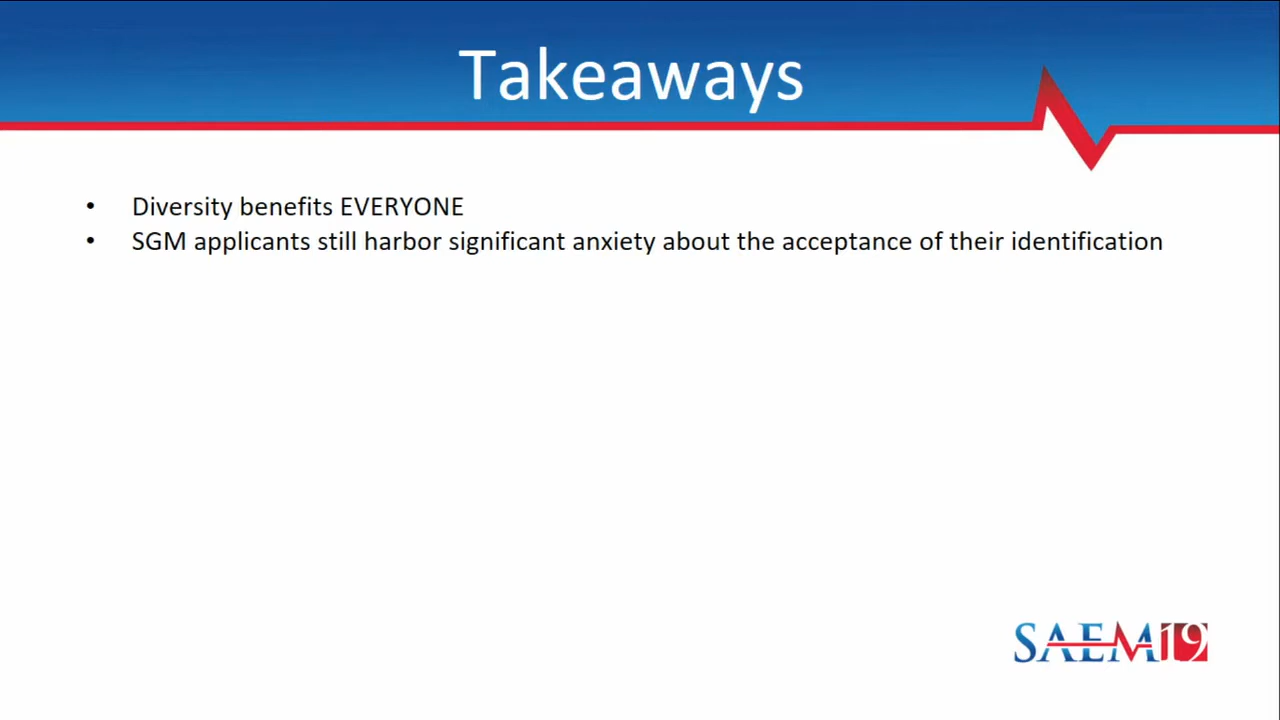 Takeaways
• Diversity benefits EVERYONE
• SGM applicants still harbor significant anxiety about the acceptance of their identification
SAEM19